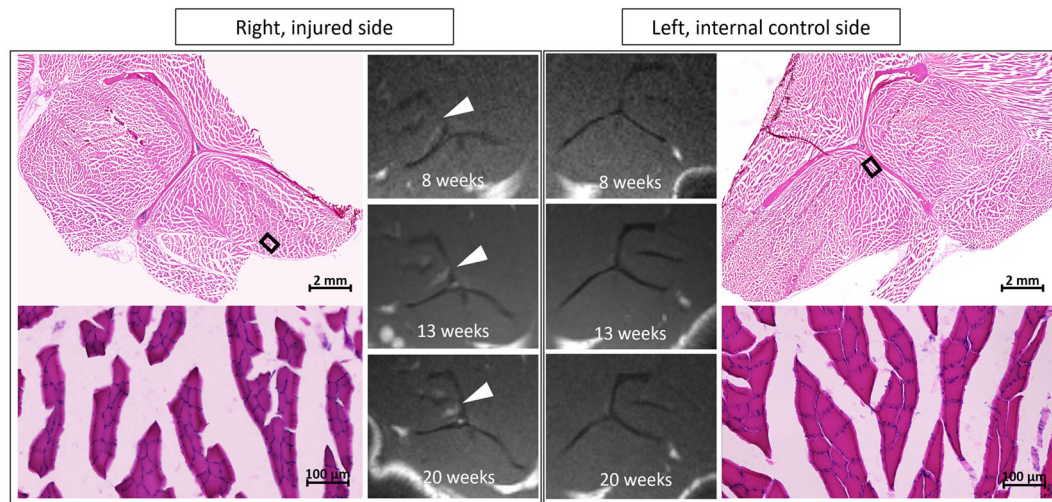 Right, injured side
Left, internal control side
2 mm
8 weeks
8 weeks
2 mm
13 weeks
13 weeks
100 µm
20 weeks
20 weeks
100 µm